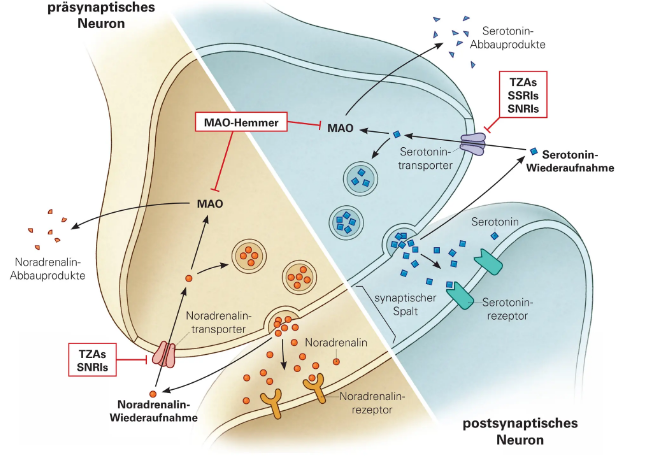 präsynaptisches
Neuron
Serotonin-
Abbauprodukte
TZAs
SSRIs
SNRIs
MAO-Hemmer
MAO
Serotonin-
transporter
Serotonin-
Wiederaufnahme
MAO
Serotonin
Noradrenalin-
Abbauprodukte
synaptischer
Spalt
Serotonin-
rezeptor
Noradrenalin-
transporter
Noradrenalin
TZAs
SNRIs
Noradrenalin-
Wiederaufnahme
Noradrenalin-
rezeptor
postsynaptisches
Neuron